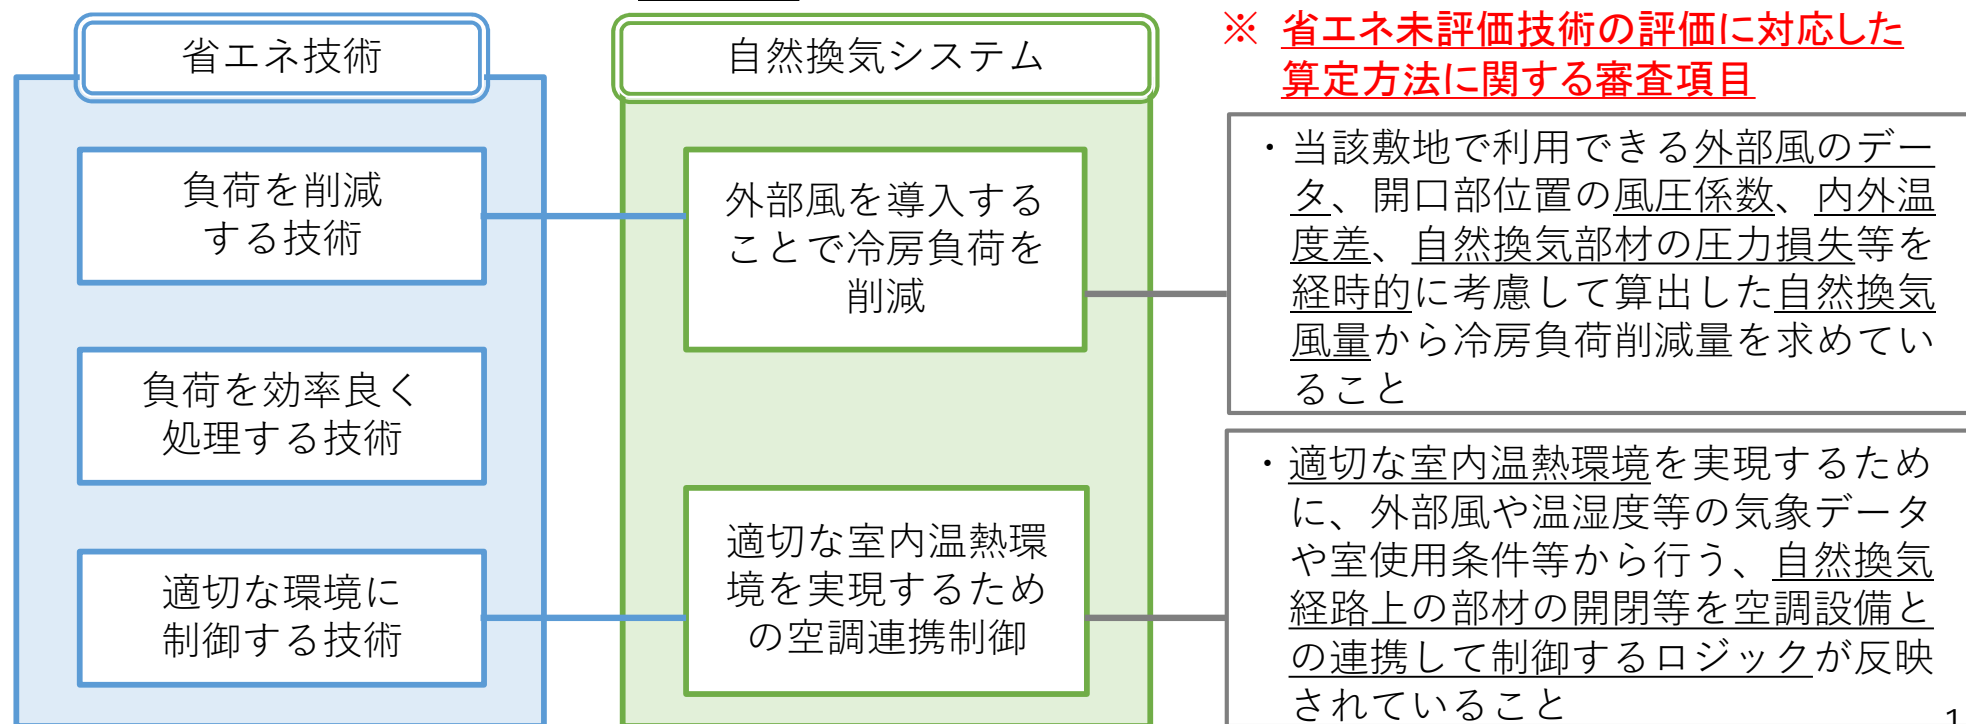 省エネ技術
負荷を削減
する技術
負荷を効率良く
処理する技術
適切な環境に
制御する技術
自然換気システム
外部風を導入する
ことで冷房負荷を
削減
適切な室内温熱環
境を実現するため
の空調連携制御
※ 省エネ未評価技術の評価に対応した
算定方法に関する審査項目
・当該敷地で利用できる外部風のデー
タ、開口部位置の風圧係数、内外温
度差、自然換気部材の圧力損失等を
経時的に考慮して算出した自然換気
風量から冷房負荷削減量を求めてい
ること
・適切な室内温熱環境を実現するため
に、外部風や温湿度等の気象データ
や室使用条件等から行う、自然換気
経路上の部材の開閉等を空調設備と
の連携して制御するロジックが反映
されていること